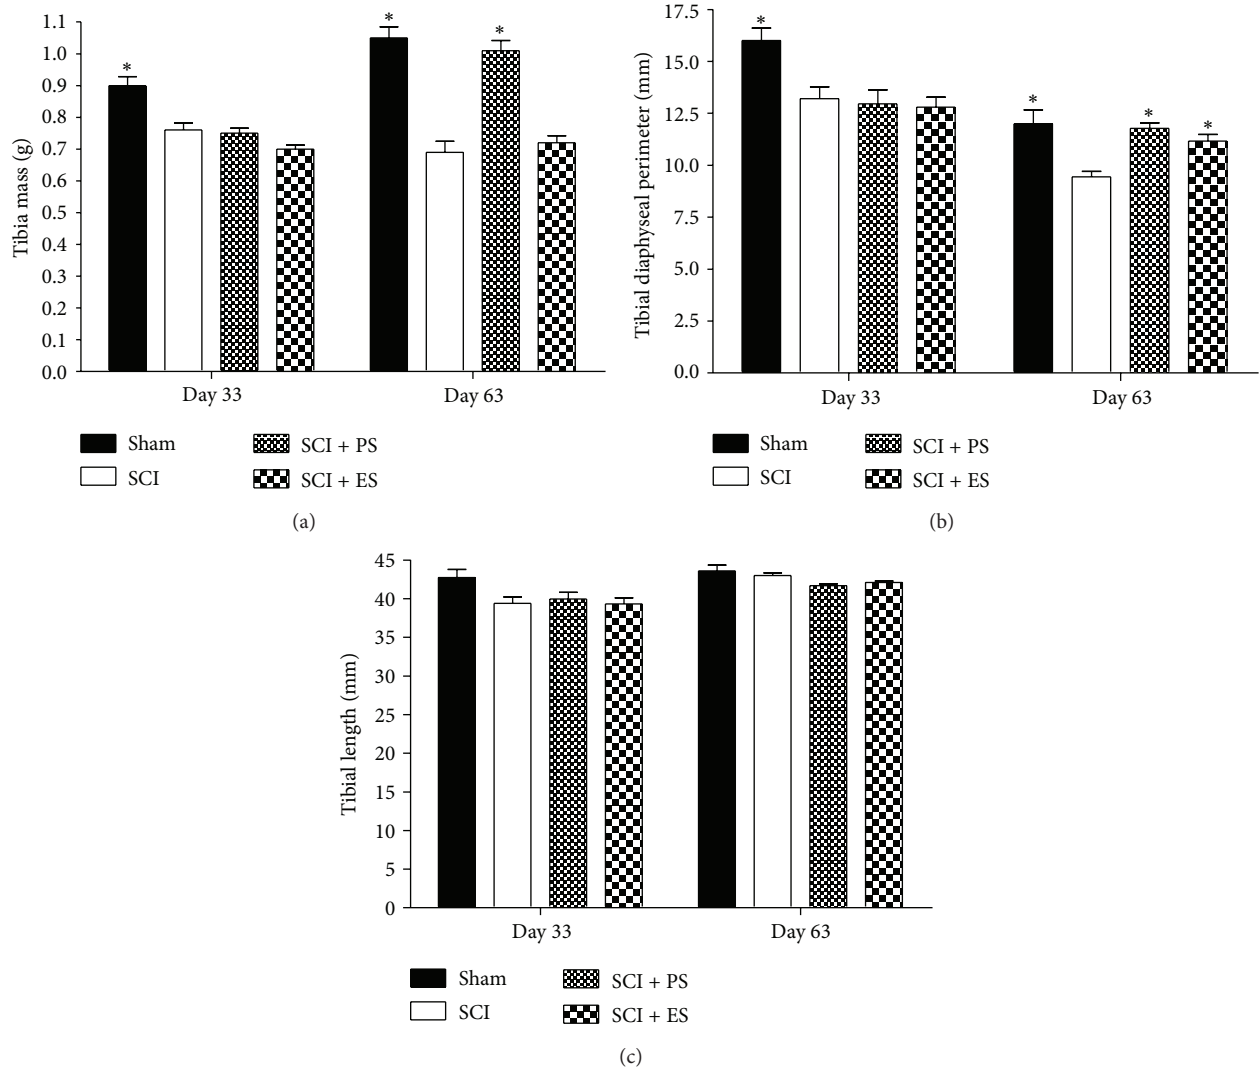 1.1
1.0
0.9
0.8
0.7
0.6
0.5
0.4
0.3
0.2
0.1
0.0
Tibia mass (g)
*
*
*
Day 33
Day 63
Sham
SCI
SCI + PS
SCI + ES
(a)
17.5
15.0
12.5
10.0
7.5
5.0
2.5
0.0
Tibial diaphyseal perimeter (mm)
*
*
*
*
Day 33
Day 63
Sham
SCI
SCI + PS
SCI + ES
(b)
45
40
35
30
25
20
15
10
5
0
Tibial length (mm)
Day 33
Day 63
Sham
SCI
SCI + PS
SCI + ES
(c)